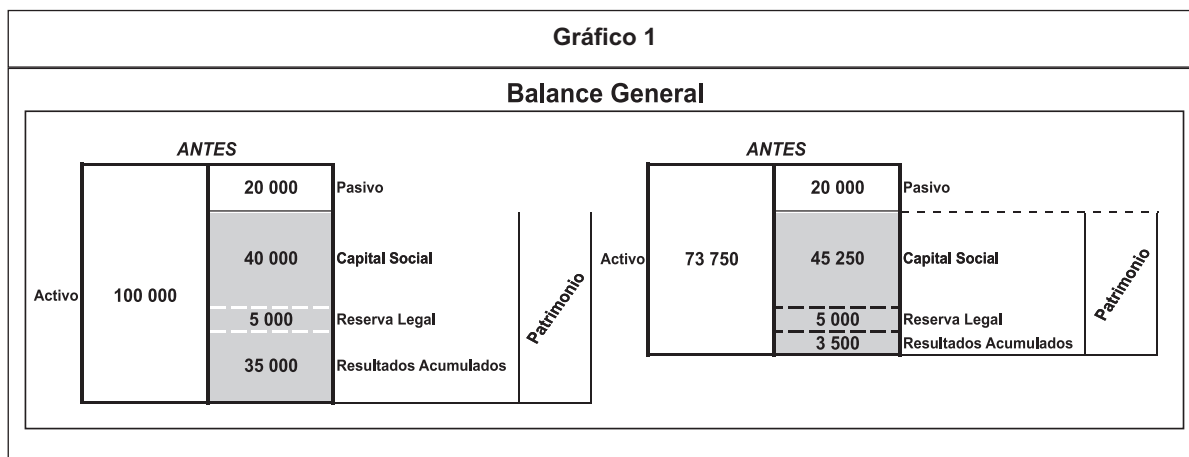 Gráfico 1
Balance General
ANTES
20 000 Pasivo
40 000 Capital Social
Activo 100 000
5 000 Reserva Legal
35 000 Resultados Acumulados
Patrimonio
ANTES
20 000 Pasivo
Activo 73 750 45 250 Capital Social
5 000 Reserva Legal
3 500 Resultados Acumulados
Patrimonio